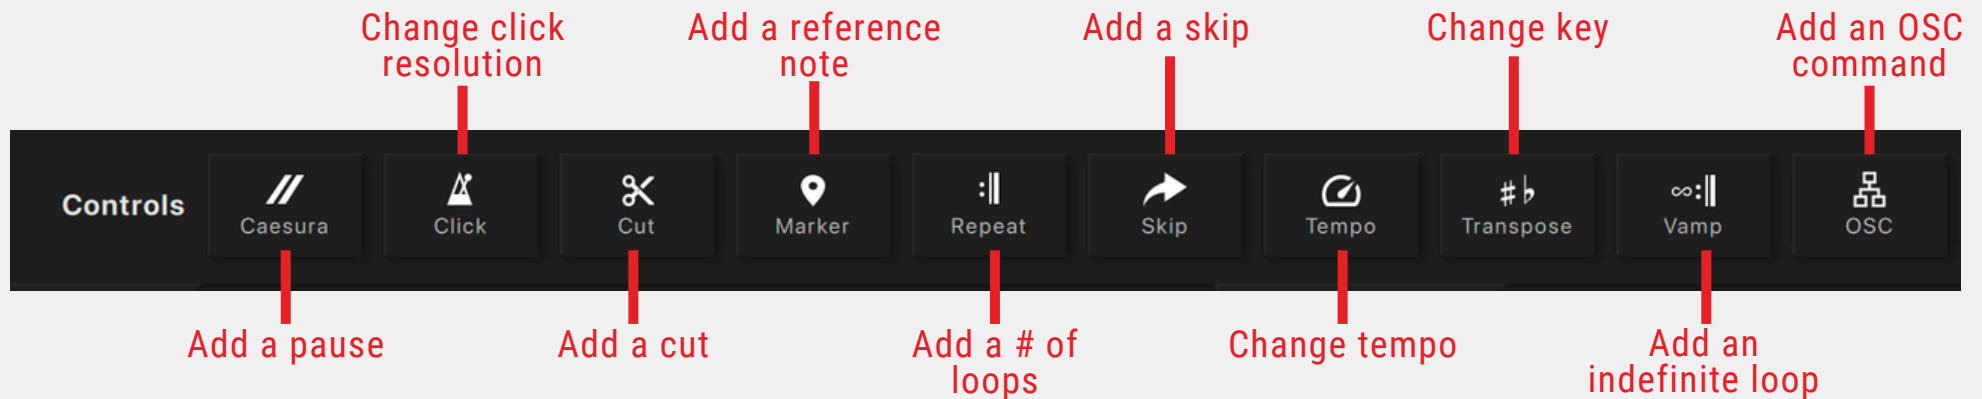 Change click
resolution
Add a reference
note
Add a skip
Change key
Add an OSC
command
Controls
Caesura
Click
Cut
Marker
Repeat
Skip
Tempo
Transpose
Vamp
OSC
Add a pause
Add a cut
Add a # of
loops
Change tempo
Add an
indefinite loop